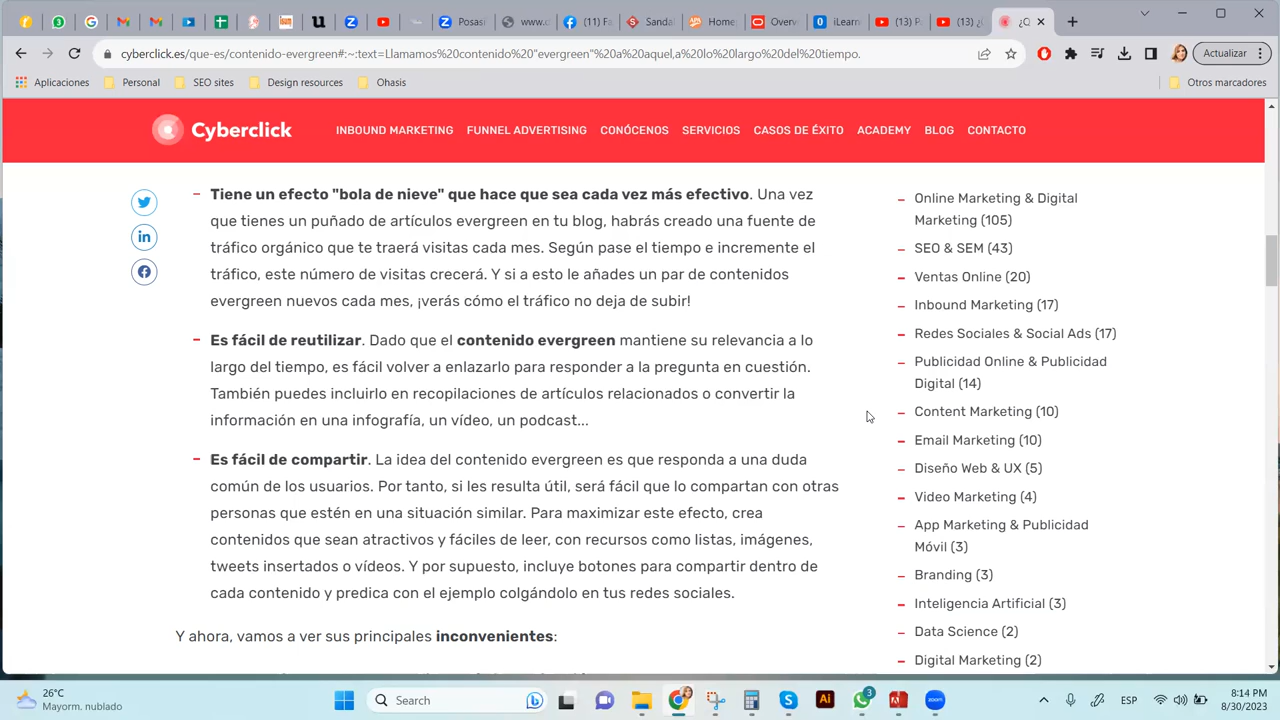 Posas
www.c
(11) Fa
Sandal
Home
Overv
iLearn
(13) P
(13) ¿(
¿C
cyberclick.es/que-es/contenido-evergreen#:~:text=Llamamos%20contenido%20"evergreen"%20a%20aquel,a%20lo%20largo%20del%20tiempo.
Actualizar
Aplicaciones
Personal
SEO sites
Design resources
Ohasis
Otros marcadores
Cyberclick
INBOUND MARKETING
FUNNEL ADVERTISING
CONÓCENOS
SERVICIOS
CASOS DE ÉXITO
ACADEMY
BLOG
CONTACTO
– Tiene un efecto "bola de nieve" que hace que sea cada vez más efectivo. Una vez
que tienes un puñado de artículos evergreen en tu blog, habrás creado una fuente de
tráfico orgánico que te traerá visitas cada mes. Según pase el tiempo e incremente el
tráfico, este número de visitas crecerá. Y si a esto le añades un par de contenidos
evergreen nuevos cada mes, ¡verás cómo el tráfico no deja de subir!
– Es fácil de reutilizar. Dado que el contenido evergreen mantiene su relevancia a lo
largo del tiempo, es fácil volver a enlazarlo para responder a la pregunta en cuestión.
También puedes incluirlo en recopilaciones de artículos relacionados o convertir la
información en una infografía, un vídeo, un podcast...
– Es fácil de compartir. La idea del contenido evergreen es que responda a una duda
común de los usuarios. Por tanto, si les resulta útil, será fácil que lo compartan con otras
personas que estén en una situación similar. Para maximizar este efecto, crea
contenidos que sean atractivos y fáciles de leer, con recursos como listas, imágenes,
tweets insertados o vídeos. Y por supuesto, incluye botones para compartir dentro de
cada contenido y predica con el ejemplo colgándolo en tus redes sociales.
Y ahora, vamos a ver sus principales inconvenientes:
– Online Marketing & Digital
Marketing (105)
– SEO & SEM (43)
– Ventas Online (20)
– Inbound Marketing (17)
– Redes Sociales & Social Ads (17)
– Publicidad Online & Publicidad
Digital (14)
– Content Marketing (10)
– Email Marketing (10)
– Diseño Web & UX (5)
– Video Marketing (4)
– App Marketing & Publicidad
Móvil (3)
– Branding (3)
– Inteligencia Artificial (3)
– Data Science (2)
– Digital Marketing (2)
26°C
Mayorm. nublado
Search
3
ESP
8:14 PM
8/30/2023